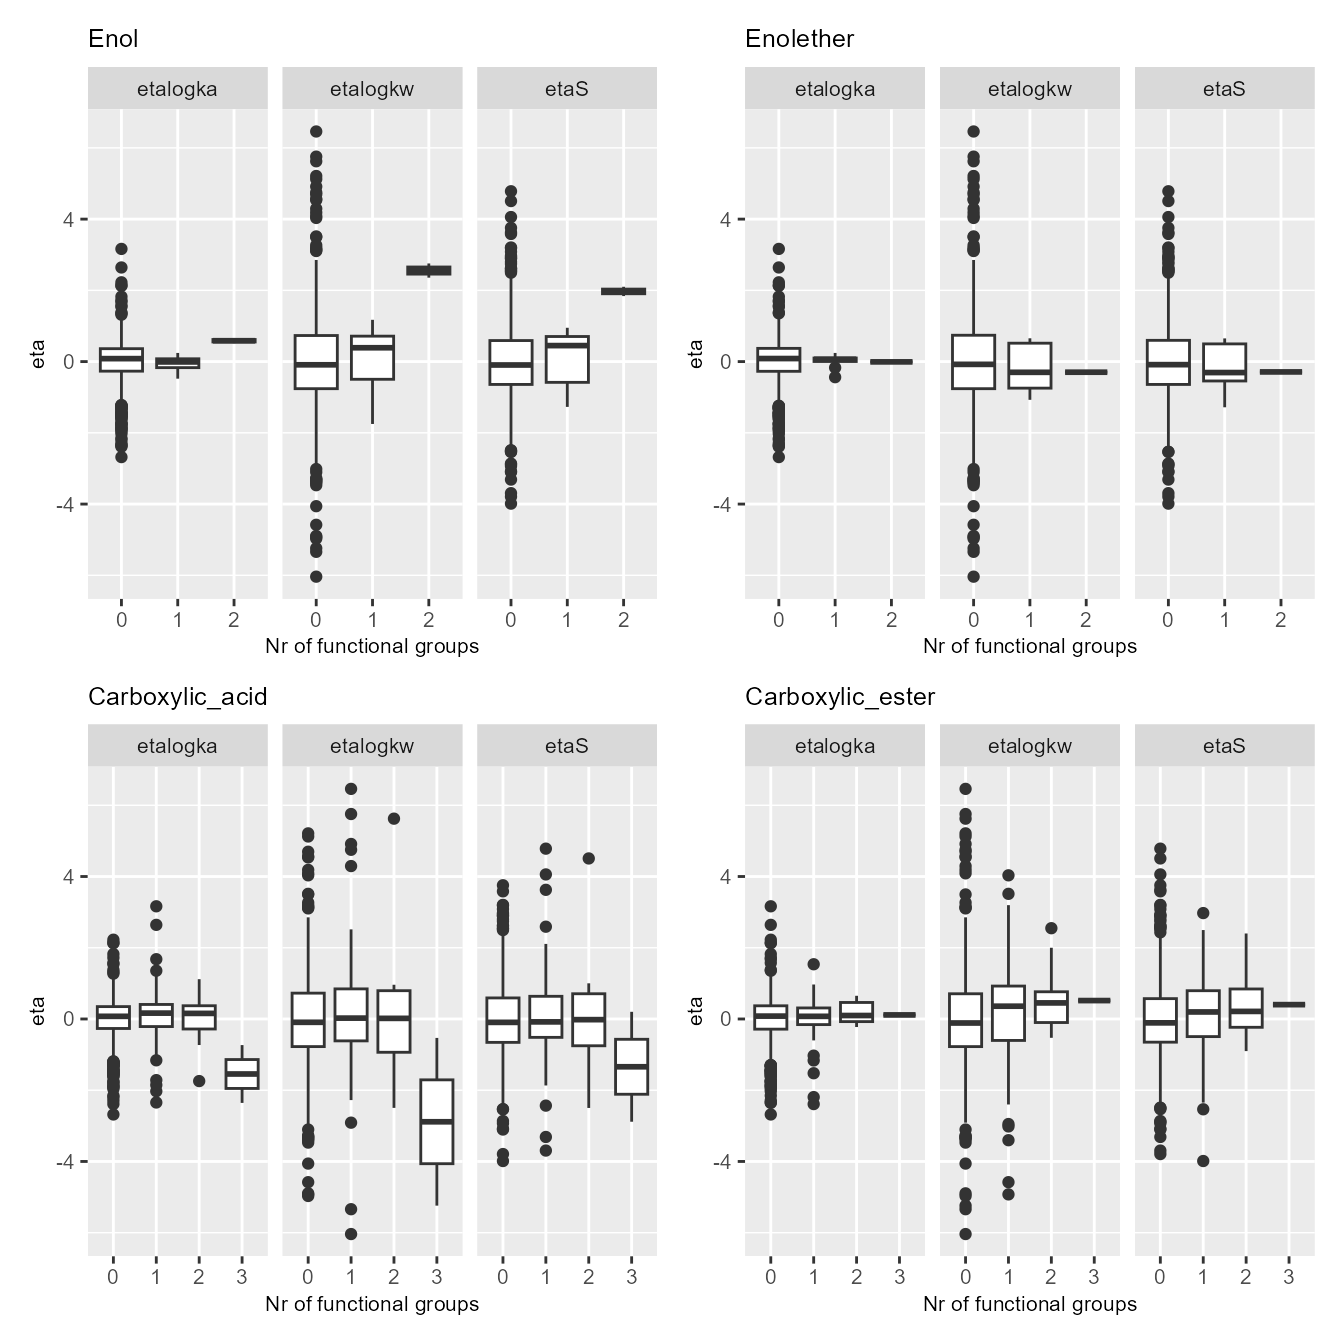 Enol
etalogka etalogkw etaS
4
0
-4
eta
0 1 2 0 1 2 0 1 2
Nr of functional groups
Enolether
etalogka etalogkw etaS
4
0
-4
eta
0 1 2 0 1 2 0 1 2
Nr of functional groups
Carboxylic_acid
etalogka etalogkw etaS
4
0
-4
eta
0 1 2 3 0 1 2 3 0 1 2 3
Nr of functional groups
Carboxylic_ester
etalogka etalogkw etaS
4
0
-4
eta
0 1 2 3 0 1 2 3 0 1 2 3
Nr of functional groups